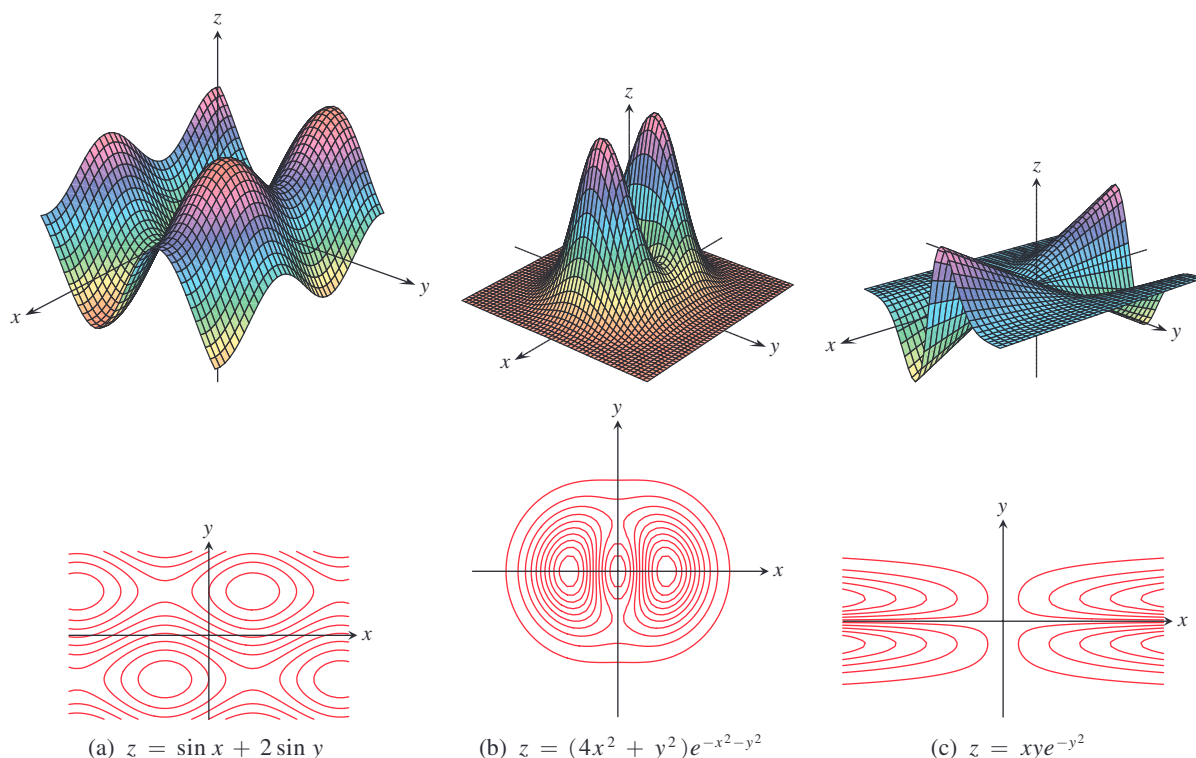 z
x
y
z
x
y
z
x
y
y
x
y
x
y
x
(a) z = sin x + 2 sin y
(b) z = (4x² + y²)e^{-x²-y²}
(c) z = xye^{-y²}